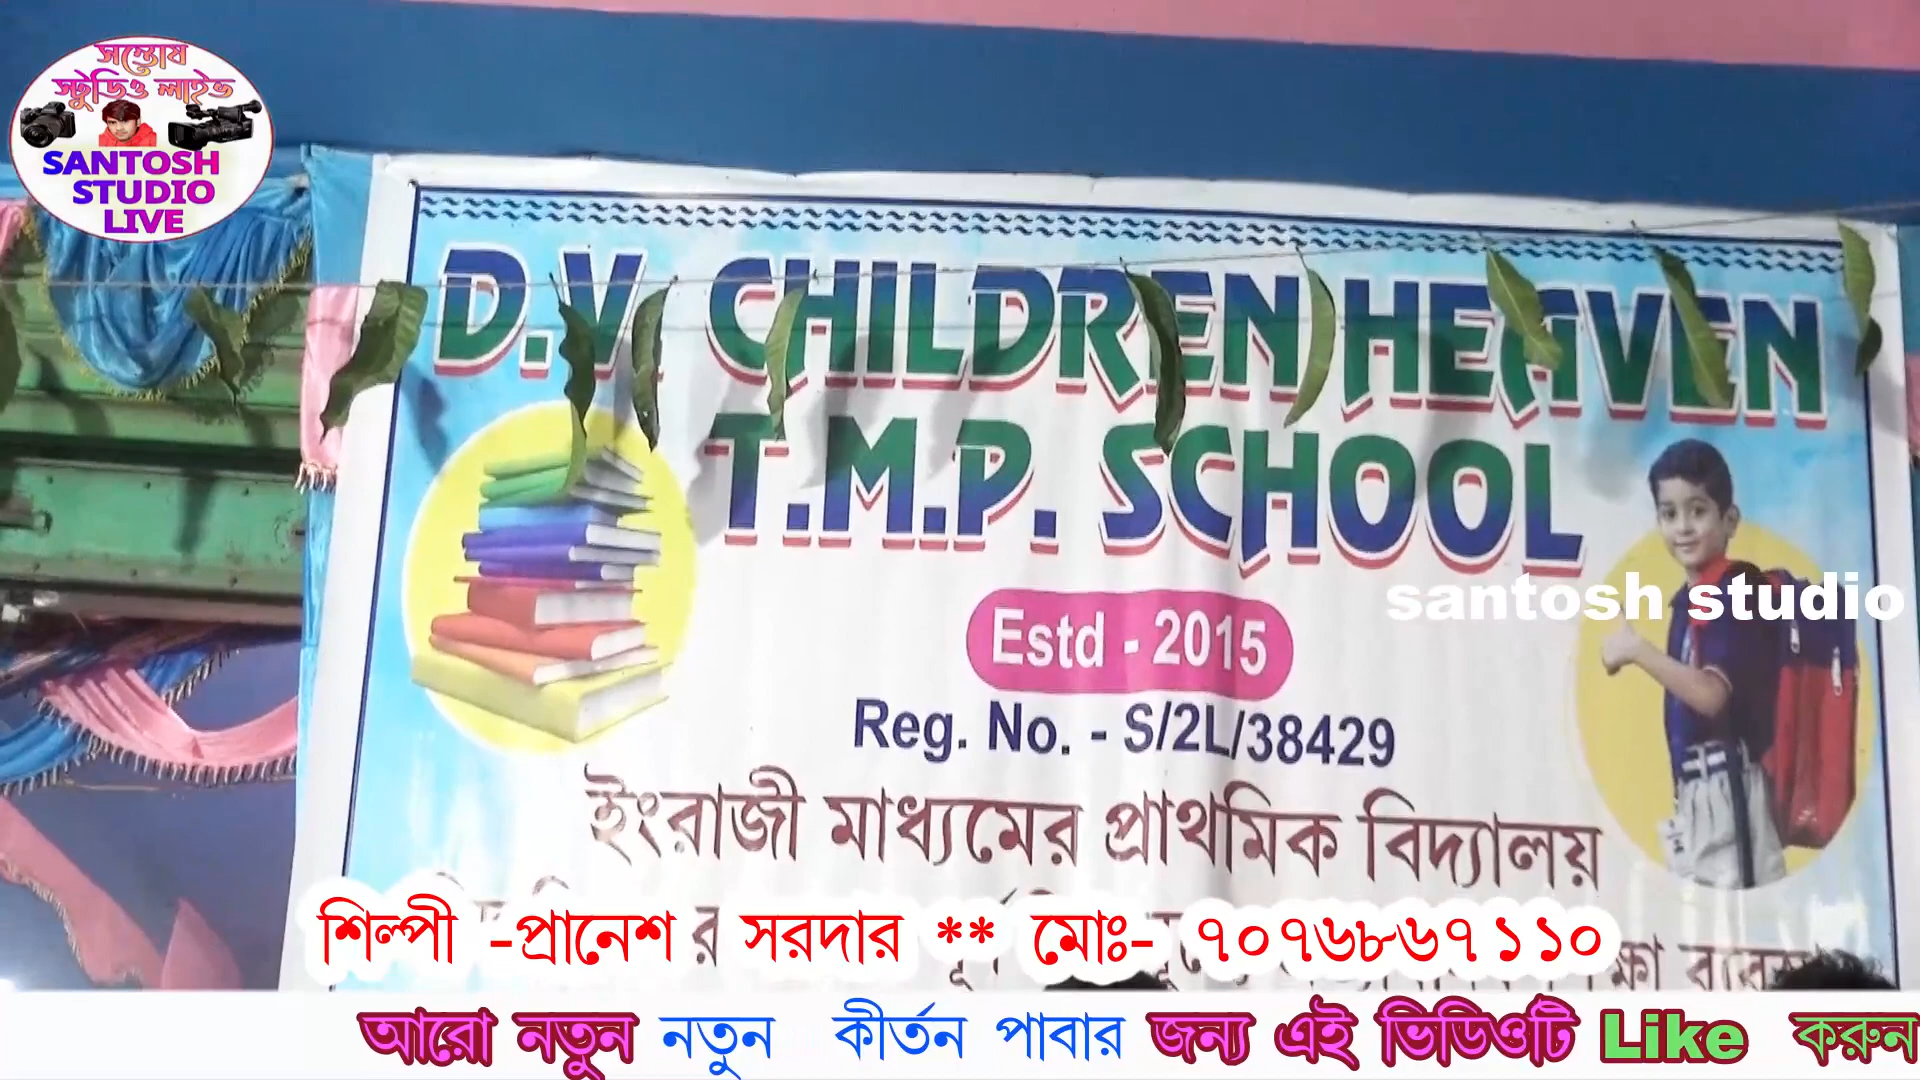 সন্তোষ
স্টুডিও লাইভ
SANTOSH
STUDIO
LIVE
D.V. CHILDREN HEAVEN
T.M.P. SCHOOL
santosh studio
Estd - 2015
Reg. No. - S/2L/38429
ইংরাজী মাধ্যমের প্রাথমিক বিদ্যালয়
শিল্পী -প্রানেশ সরদার ** মোঃ- ৭০৭৬৮৬৭১১০
আরো নতুন নতুন কীর্তন পাবার জন্য এই ভিডিওটি Like করুন